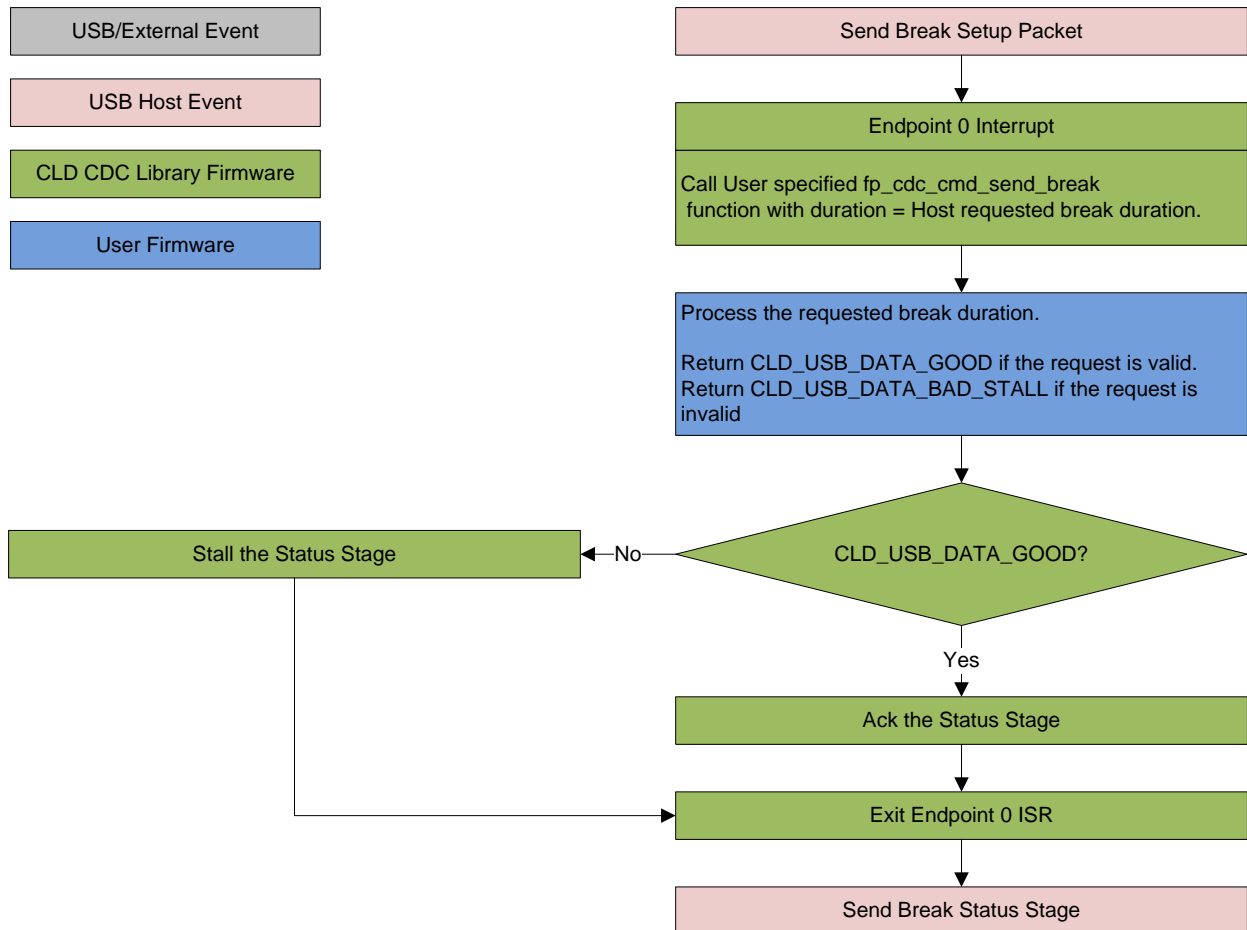 USB/External Event
USB Host Event
CLD CDC Library Firmware
User Firmware
Send Break Setup Packet
Endpoint 0 Interrupt
Call User specified fp_cdc_cmd_send_break
function with duration = Host requested break duration.
Process the requested break duration.
Return CLD_USB_DATA_GOOD if the request is valid.
Return CLD_USB_DATA_BAD_STALL if the request is
invalid
CLD_USB_DATA_GOOD?
No
Stall the Status Stage
Yes
Ack the Status Stage
Exit Endpoint 0 ISR
Send Break Status Stage